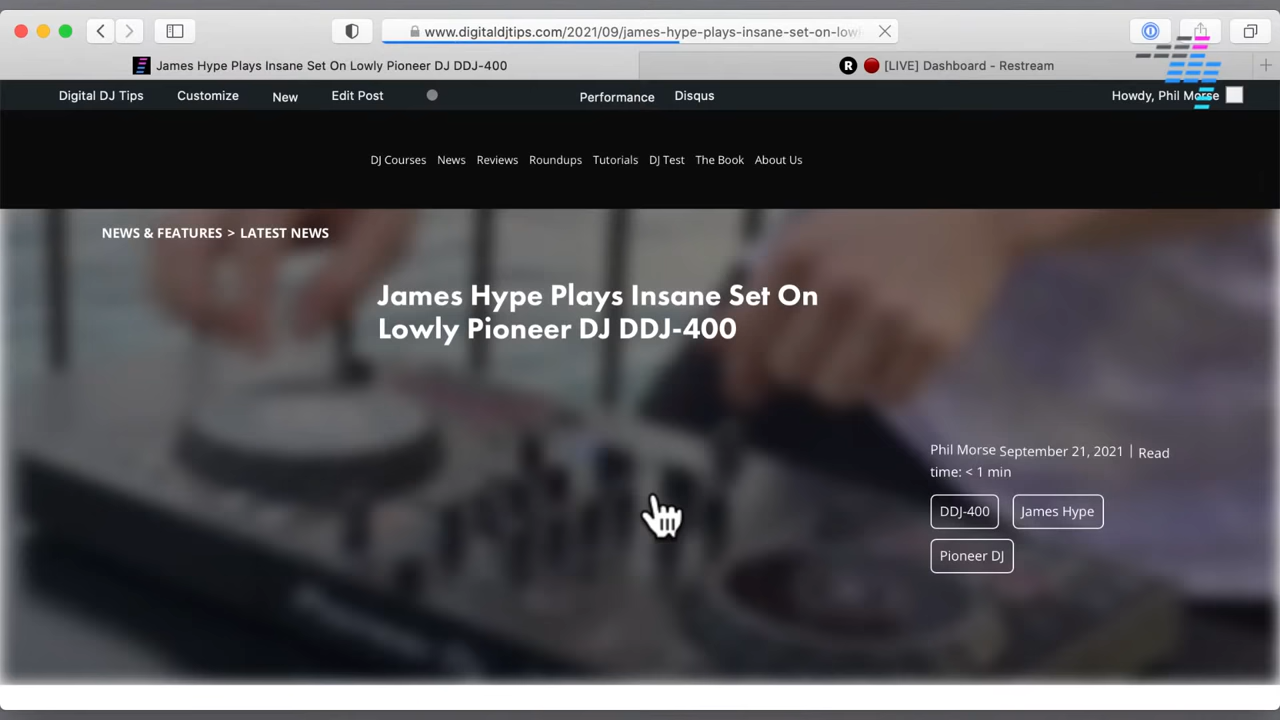 www.digitaldjtips.com/2021/09/james-hype-plays-insane-set-on-low
James Hype Plays Insane Set On Lowly Pioneer DJ DDJ-400
R [LIVE] Dashboard - Restream
Digital DJ Tips Customize New Edit Post Performance Disqus Howdy, Phil Morse
DJ Courses News Reviews Roundups Tutorials DJ Test The Book About Us
NEWS & FEATURES > LATEST NEWS
James Hype Plays Insane Set On
Lowly Pioneer DJ DDJ-400
Phil Morse September 21, 2021 | Read
time: < 1 min
DDJ-400 James Hype
Pioneer DJ